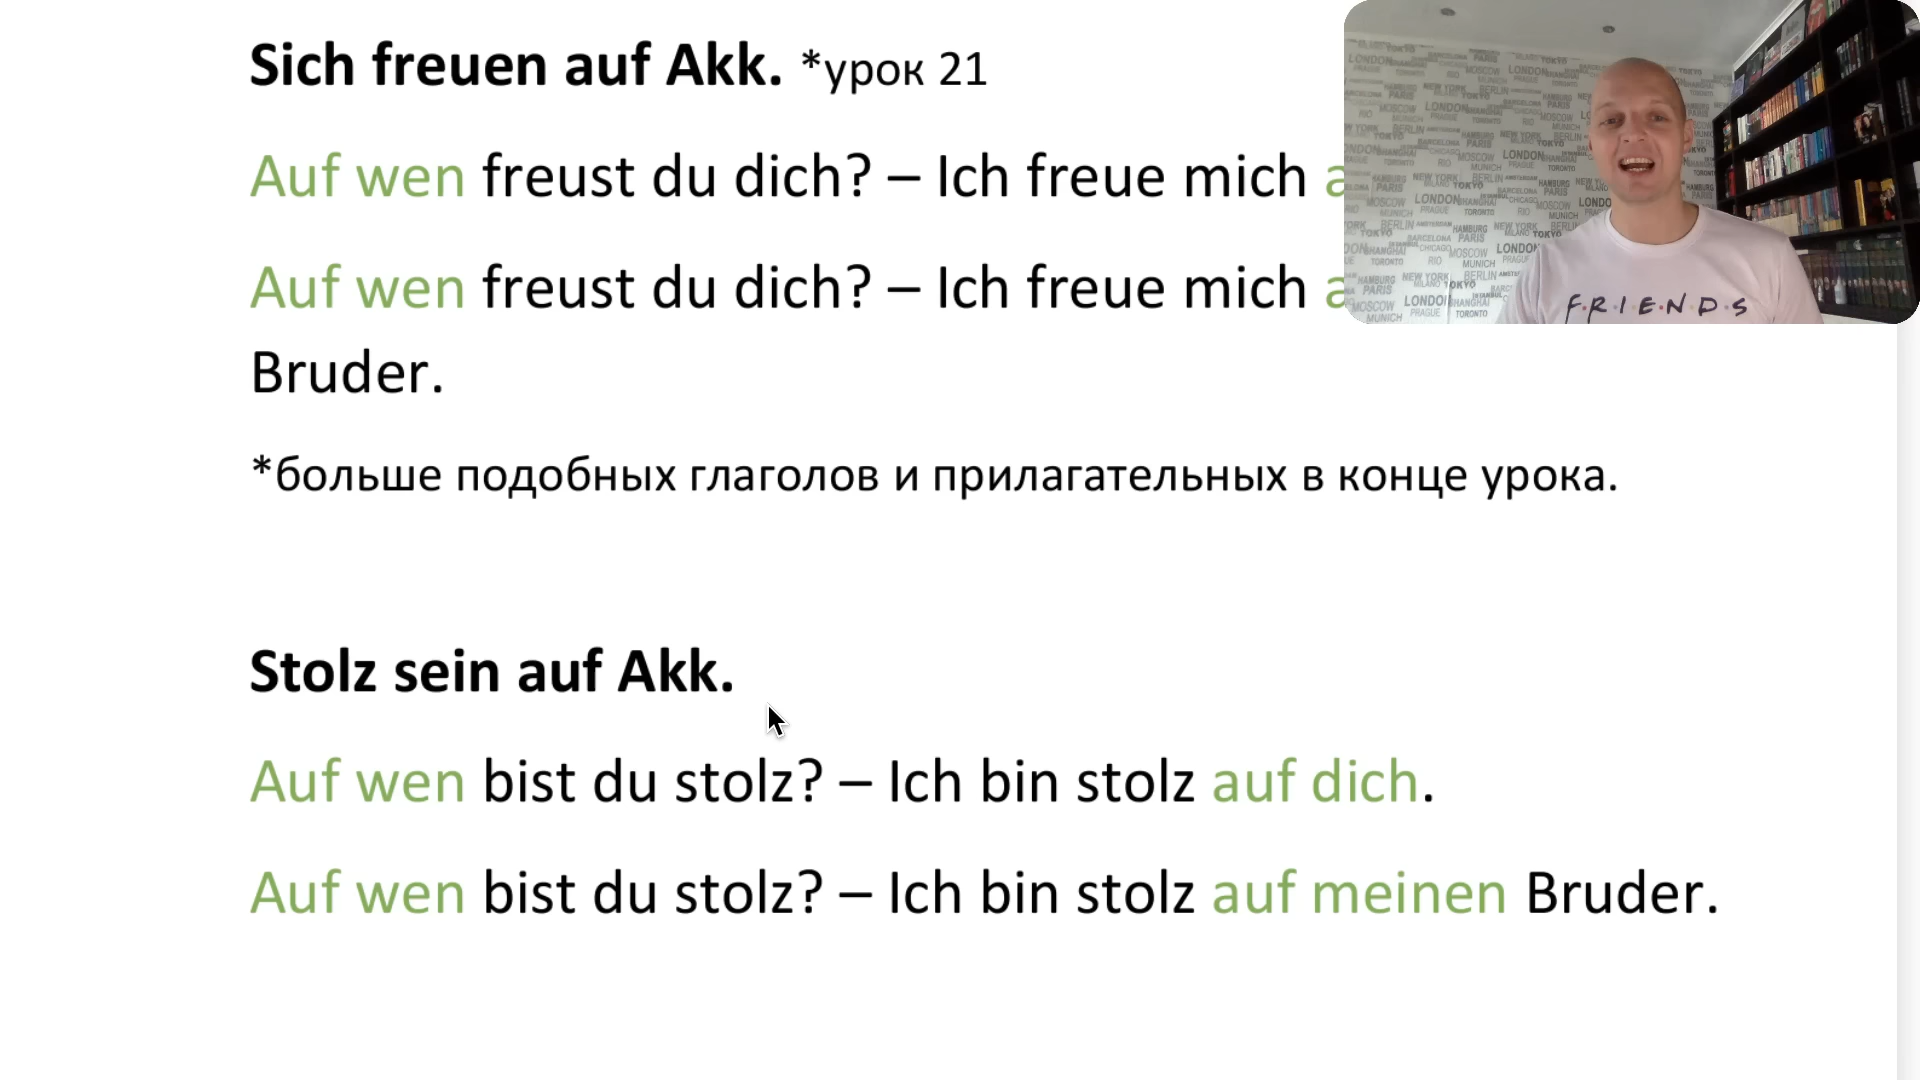 Sich freuen auf Akk. *урок 21
Auf wen freust du dich? – Ich freue mich
Auf wen freust du dich? – Ich freue mich
Bruder.
*больше подобных глаголов и прилагательных в конце урока.
Stolz sein auf Akk.
Auf wen bist du stolz? – Ich bin stolz auf dich.
Auf wen bist du stolz? – Ich bin stolz auf meinen Bruder.
F·R·I·E·N·D·S